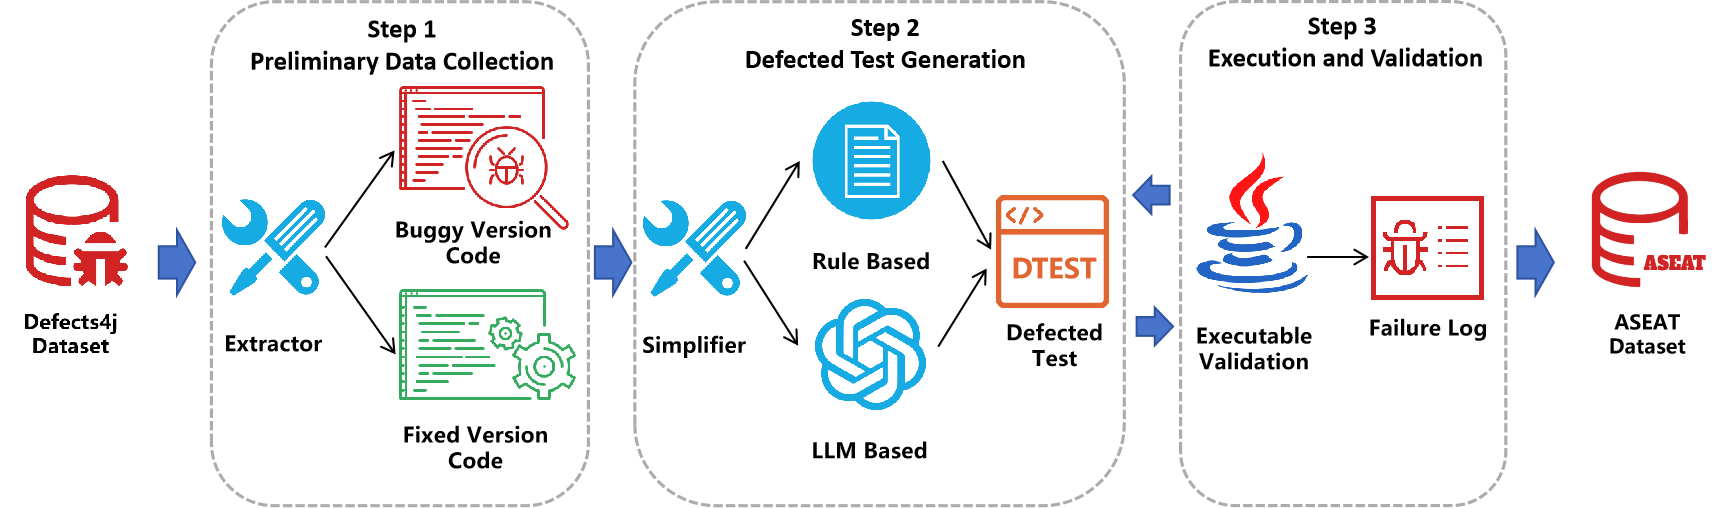 Defects4j
Dataset
Step 1
Preliminary Data Collection
Extractor
Buggy Version
Code
Fixed Version
Code
Step 2
Defected Test Generation
Simplifier
Rule Based
LLM Based
</>
DTEST
Defected
Test
Step 3
Execution and Validation
Executable
Validation
Failure Log
ASEAT
ASEAT
Dataset